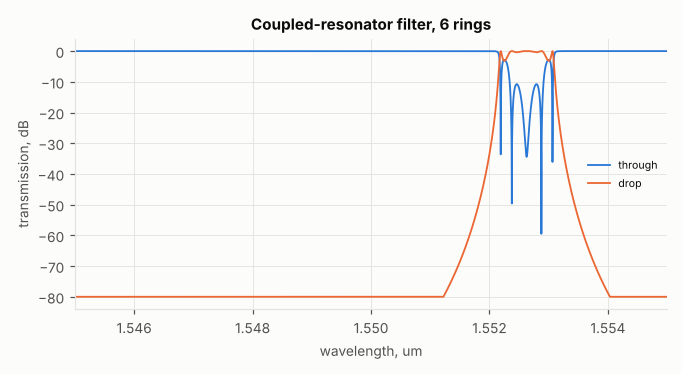 Coupled-resonator filter, 6 rings
transmission, dB
0
−10
−20
−30
−40
−50
−60
−70
−80
through
drop
1.546
1.548
1.550
1.552
1.554
wavelength, um